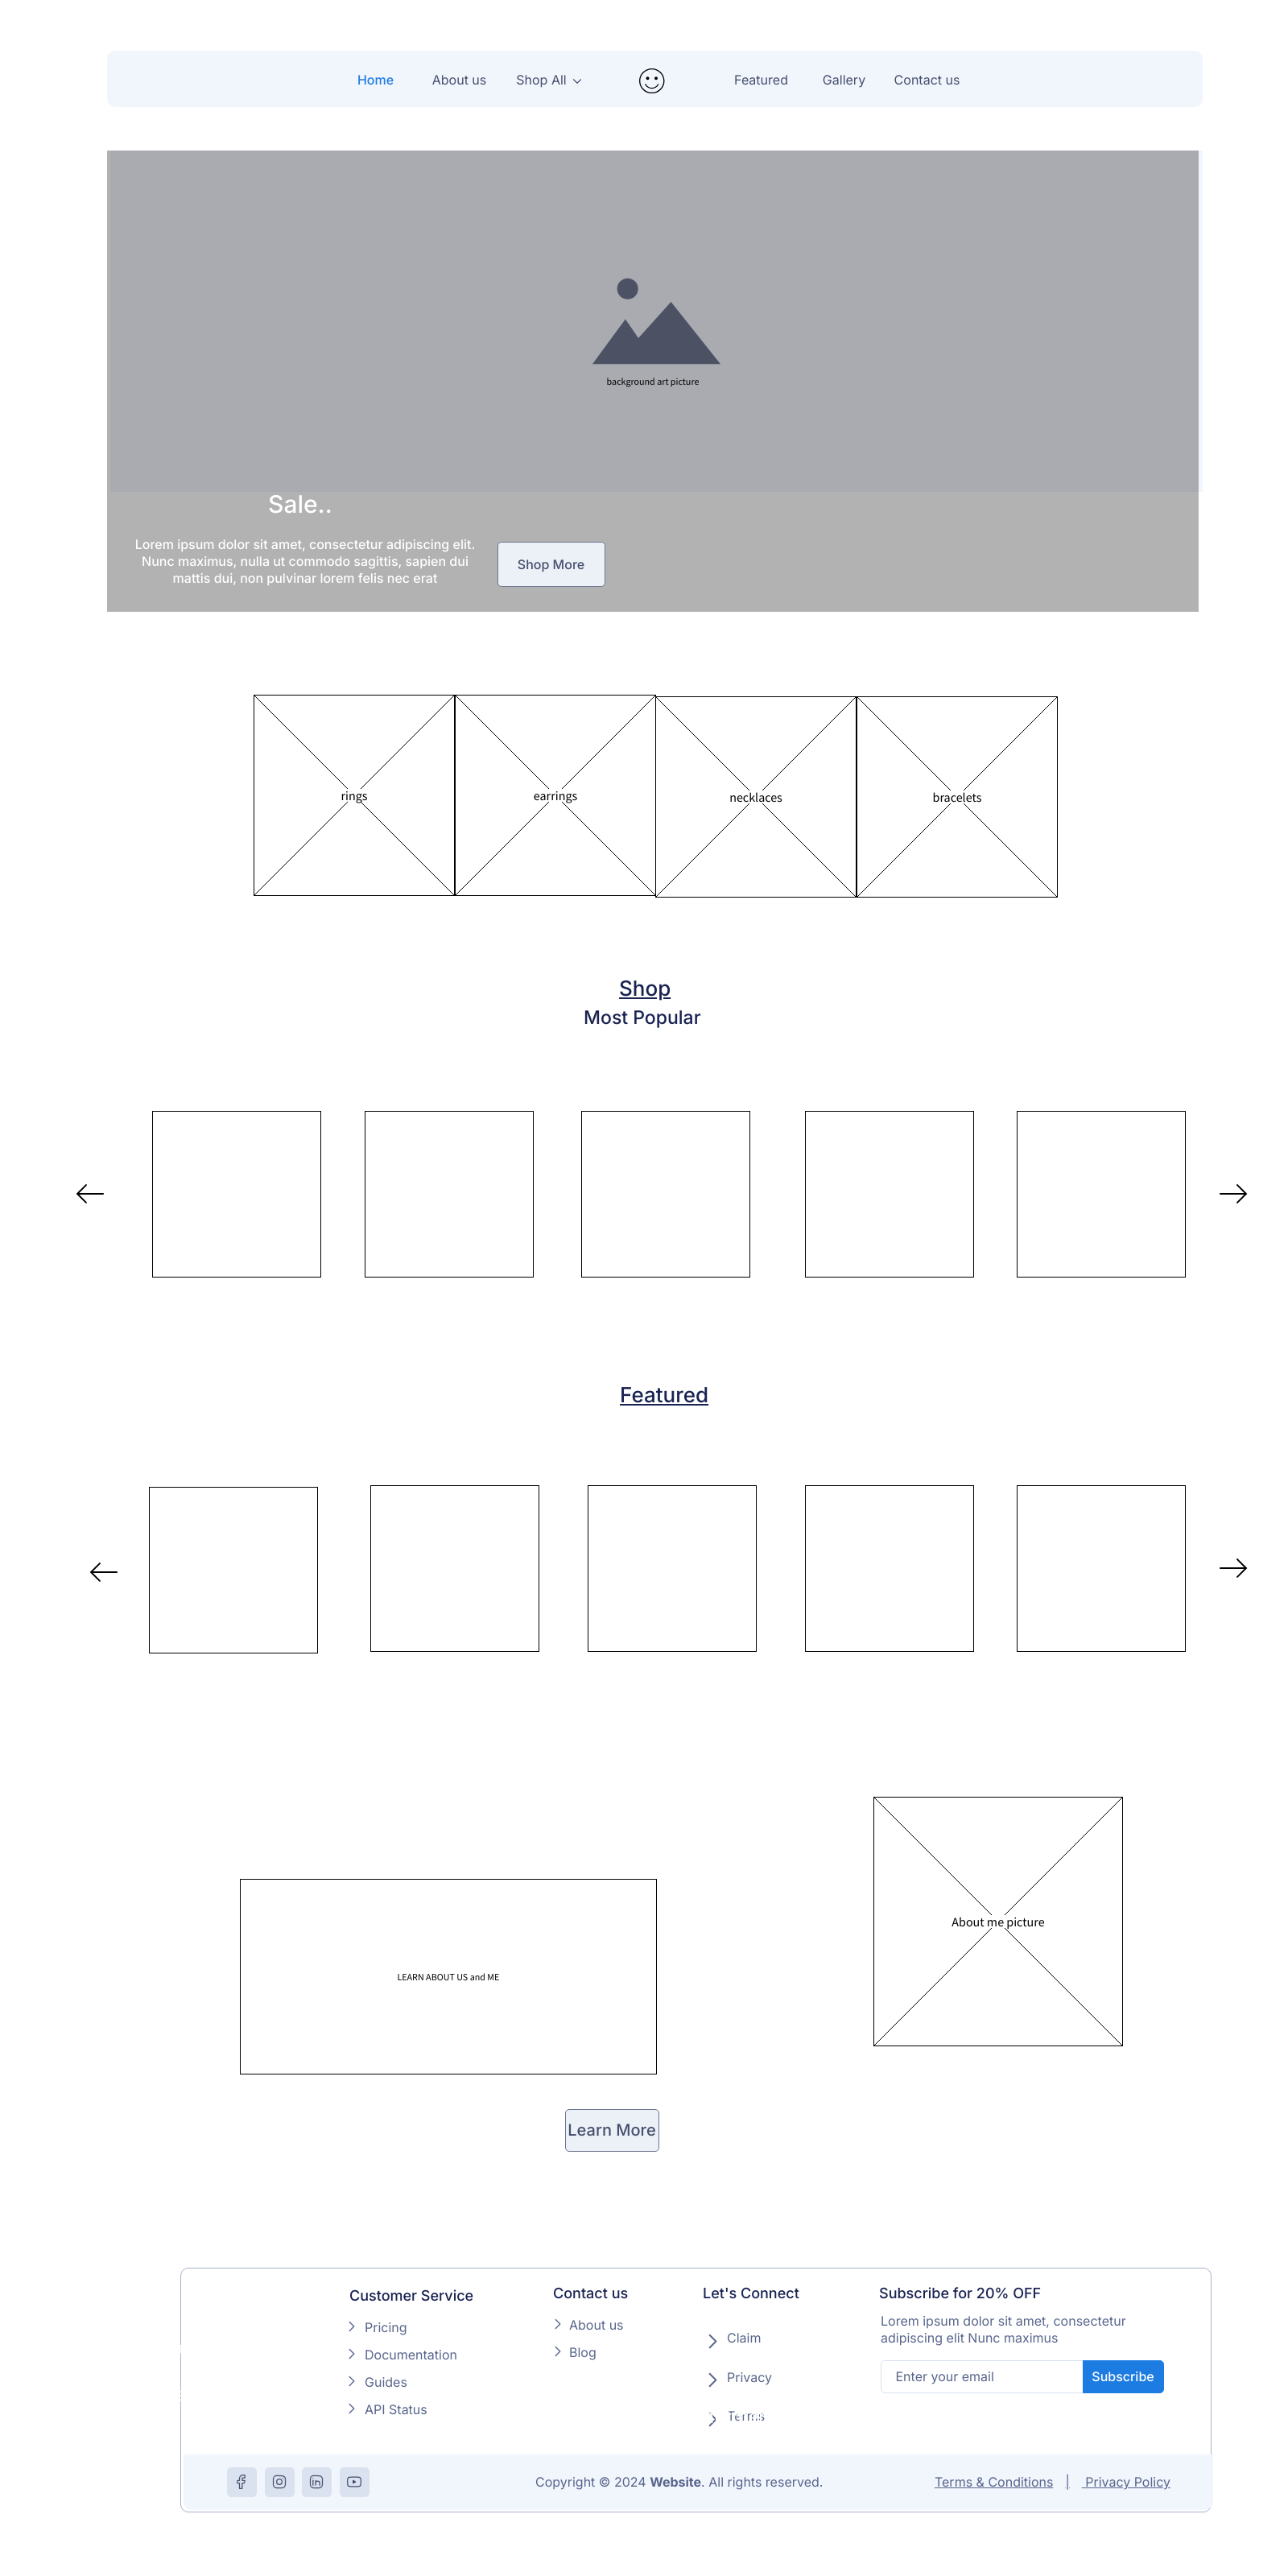 Home About us Shop All Featured Gallery Contact us
background art picture
Sale..
Lorem ipsum dolor sit amet, consectetur adipiscing elit.
Nunc maximus, nulla ut commodo sagittis, sapien dui
mattis dui, non pulvinar lorem felis nec erat
Shop More
rings
earrings
necklaces
bracelets
Shop
Most Popular
Featured
About me picture
LEARN ABOUT US and ME
Learn More
Customer Service
Pricing
Documentation
Guides
API Status
Contact us
About us
Blog
Let's Connect
Claim
Privacy
Terms
Subscribe for 20% OFF
Lorem ipsum dolor sit amet, consectetur
adipiscing elit Nunc maximus
Enter your email
Subscribe
Copyright © 2024 Website. All rights reserved.
Terms & Conditions | Privacy Policy